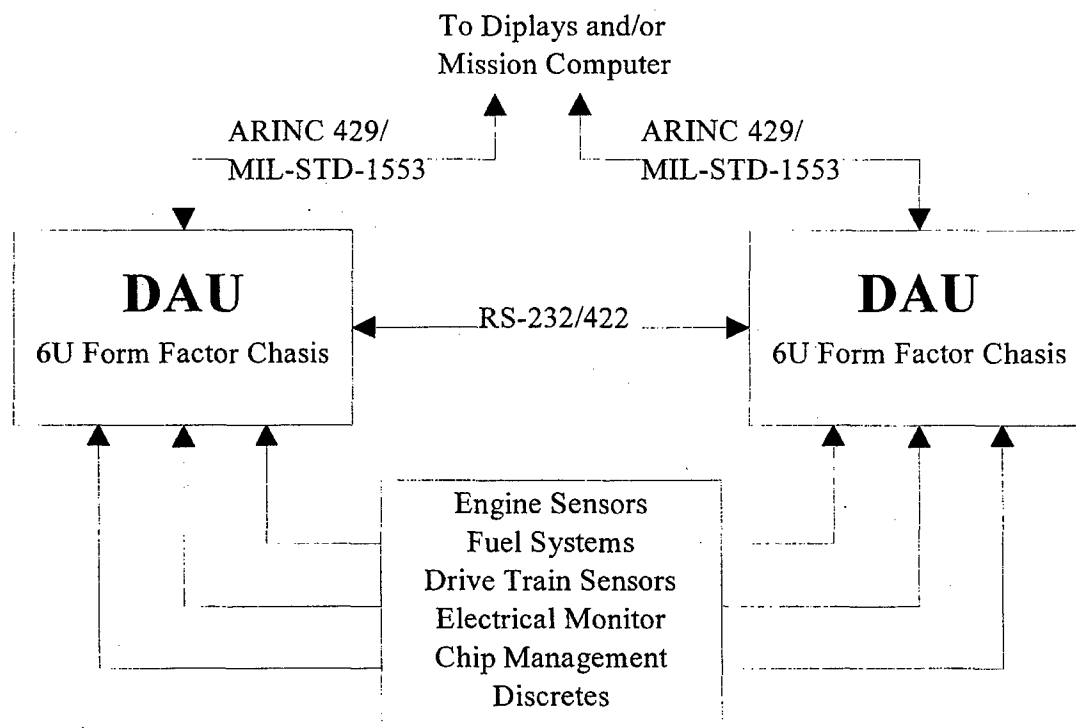 To Diplays and/or
Mission Computer
ARINC 429/
MIL-STD-1553
ARINC 429/
MIL-STD-1553
DAU
6U Form Factor Chasis
RS-232/422
DAU
6U Form Factor Chasis
Engine Sensors
Fuel Systems
Drive Train Sensors
Electrical Monitor
Chip Management
Discretes